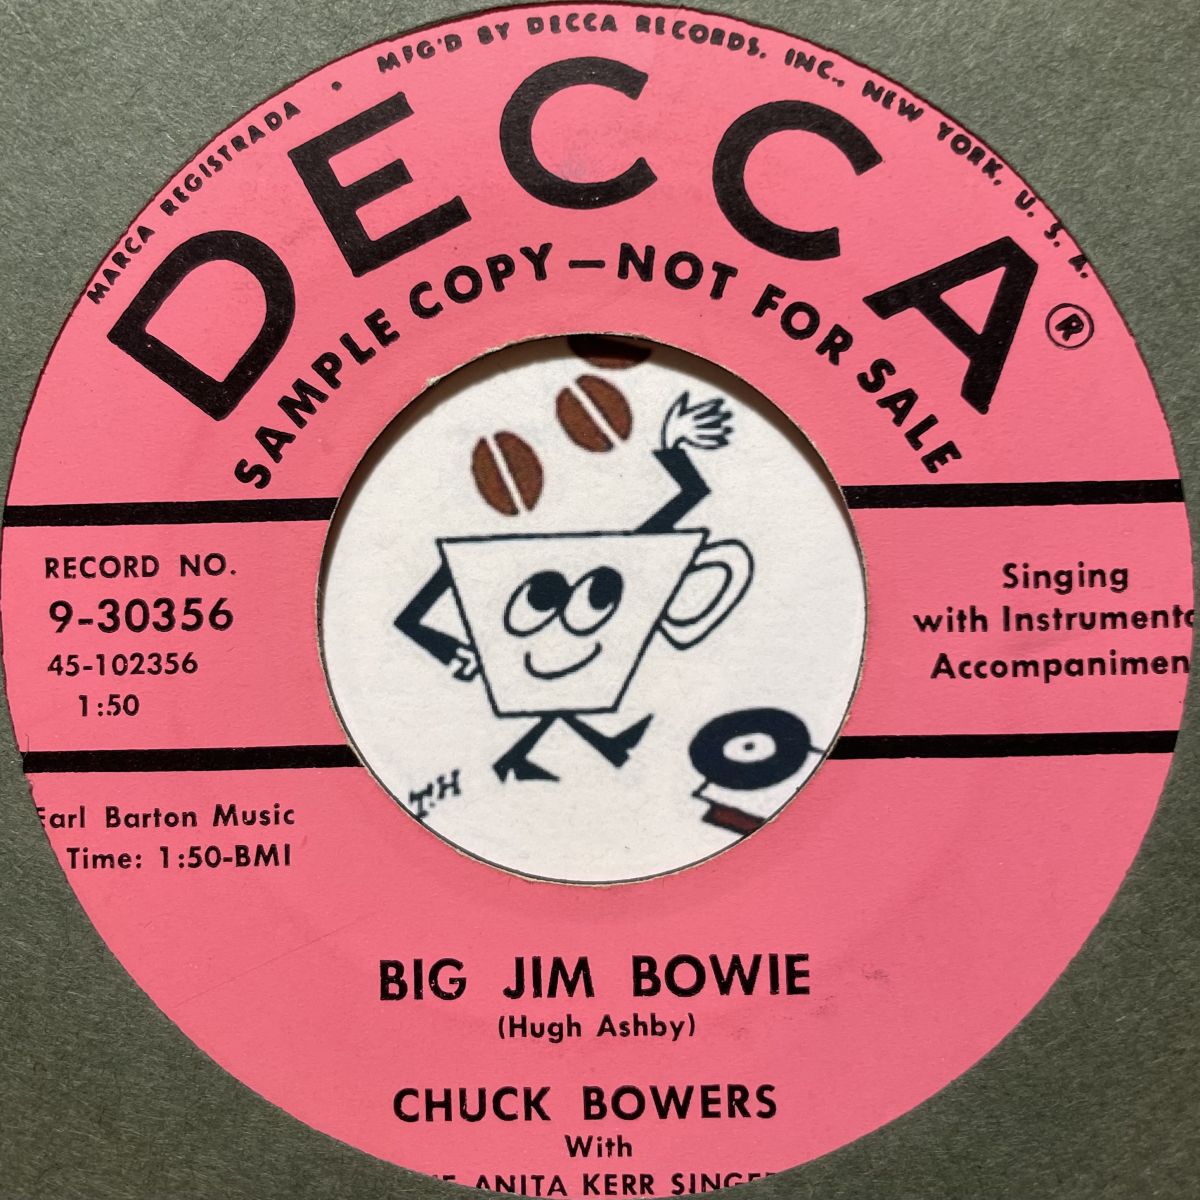 MARCA REGISTRADA • MFG'D BY DECCA RECORDS, INC., NEW YORK, U. S. A.
DECCA®
SAMPLE COPY — NOT FOR SALE
RECORD NO.
9-30356
45-102356
1:50
Singing
with Instrumenta
Accompanimen
Earl Barton Music
Time: 1:50-BMI
T.H
BIG JIM BOWIE
(Hugh Ashby)
CHUCK BOWERS
With
ANITA KERR SINGE